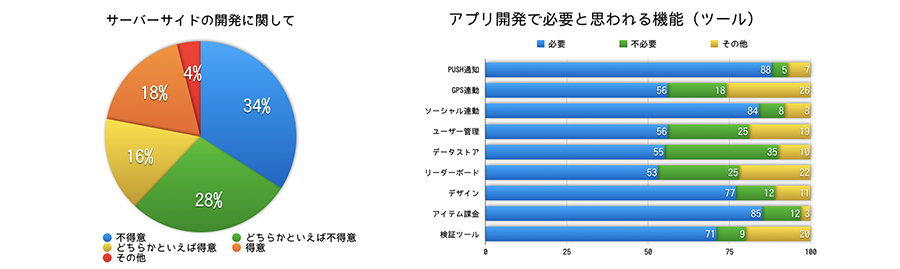 サーバーサイドの開発に関して
4%
18%
34%
16%
28%
不得意
どちらかといえば不得意
どちらかといえば得意
得意
その他
アプリ開発で必要と思われる機能（ツール）
必要 不必要 その他
PUSH通知 88 5 7
GPS連動 56 18 26
ソーシャル連動 84 8 8
ユーザー管理 56 25 19
データストア 55 35 10
リーダーボード 53 25 22
デザイン 77 12 11
アイテム課金 85 12 3
検証ツール 71 9 20
0 25 50 75 100